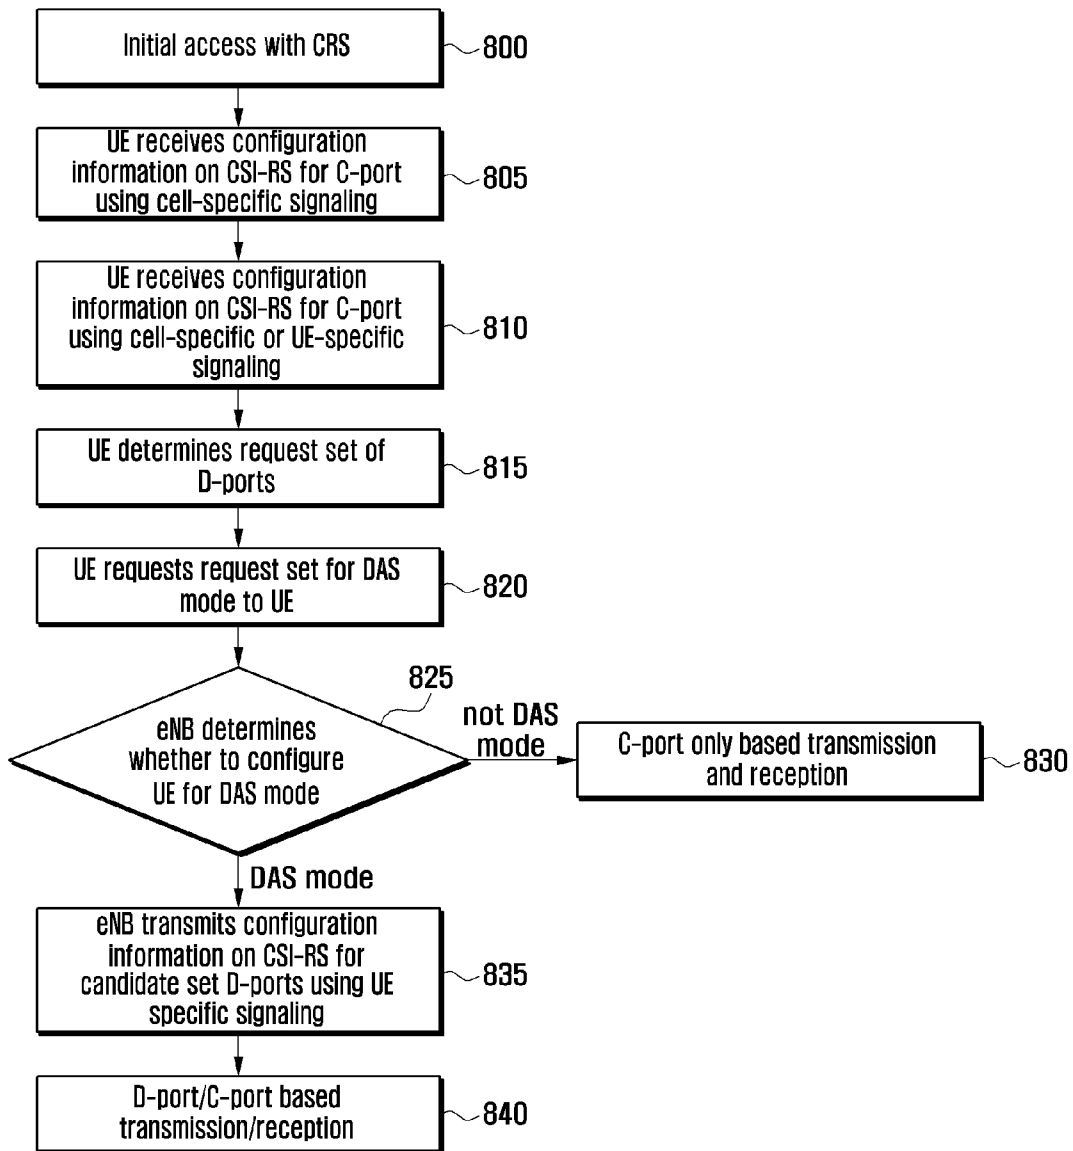 Initial access with CRS
800
UE receives configuration
information on CSI-RS for C-port
using cell-specific signaling
805
UE receives configuration
information on CSI-RS for C-port
using cell-specific or UE-specific
signaling
810
UE determines request set of
D-ports
815
UE requests request set for DAS
mode to UE
820
825
eNB determines
whether to configure
UE for DAS mode
not DAS
mode
C-port only based transmission
and reception
830
DAS mode
eNB transmits configuration
information on CSI-RS for
candidate set D-ports using UE
specific signaling
835
D-port/C-port based
transmission/reception
840